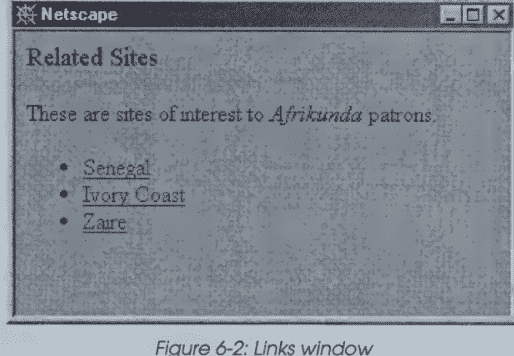 Netscape
Related Sites
These are sites of interest to Afrikunda patrons.
Senegal
Ivory Coast
Zaire
Figure 6-2: Links window